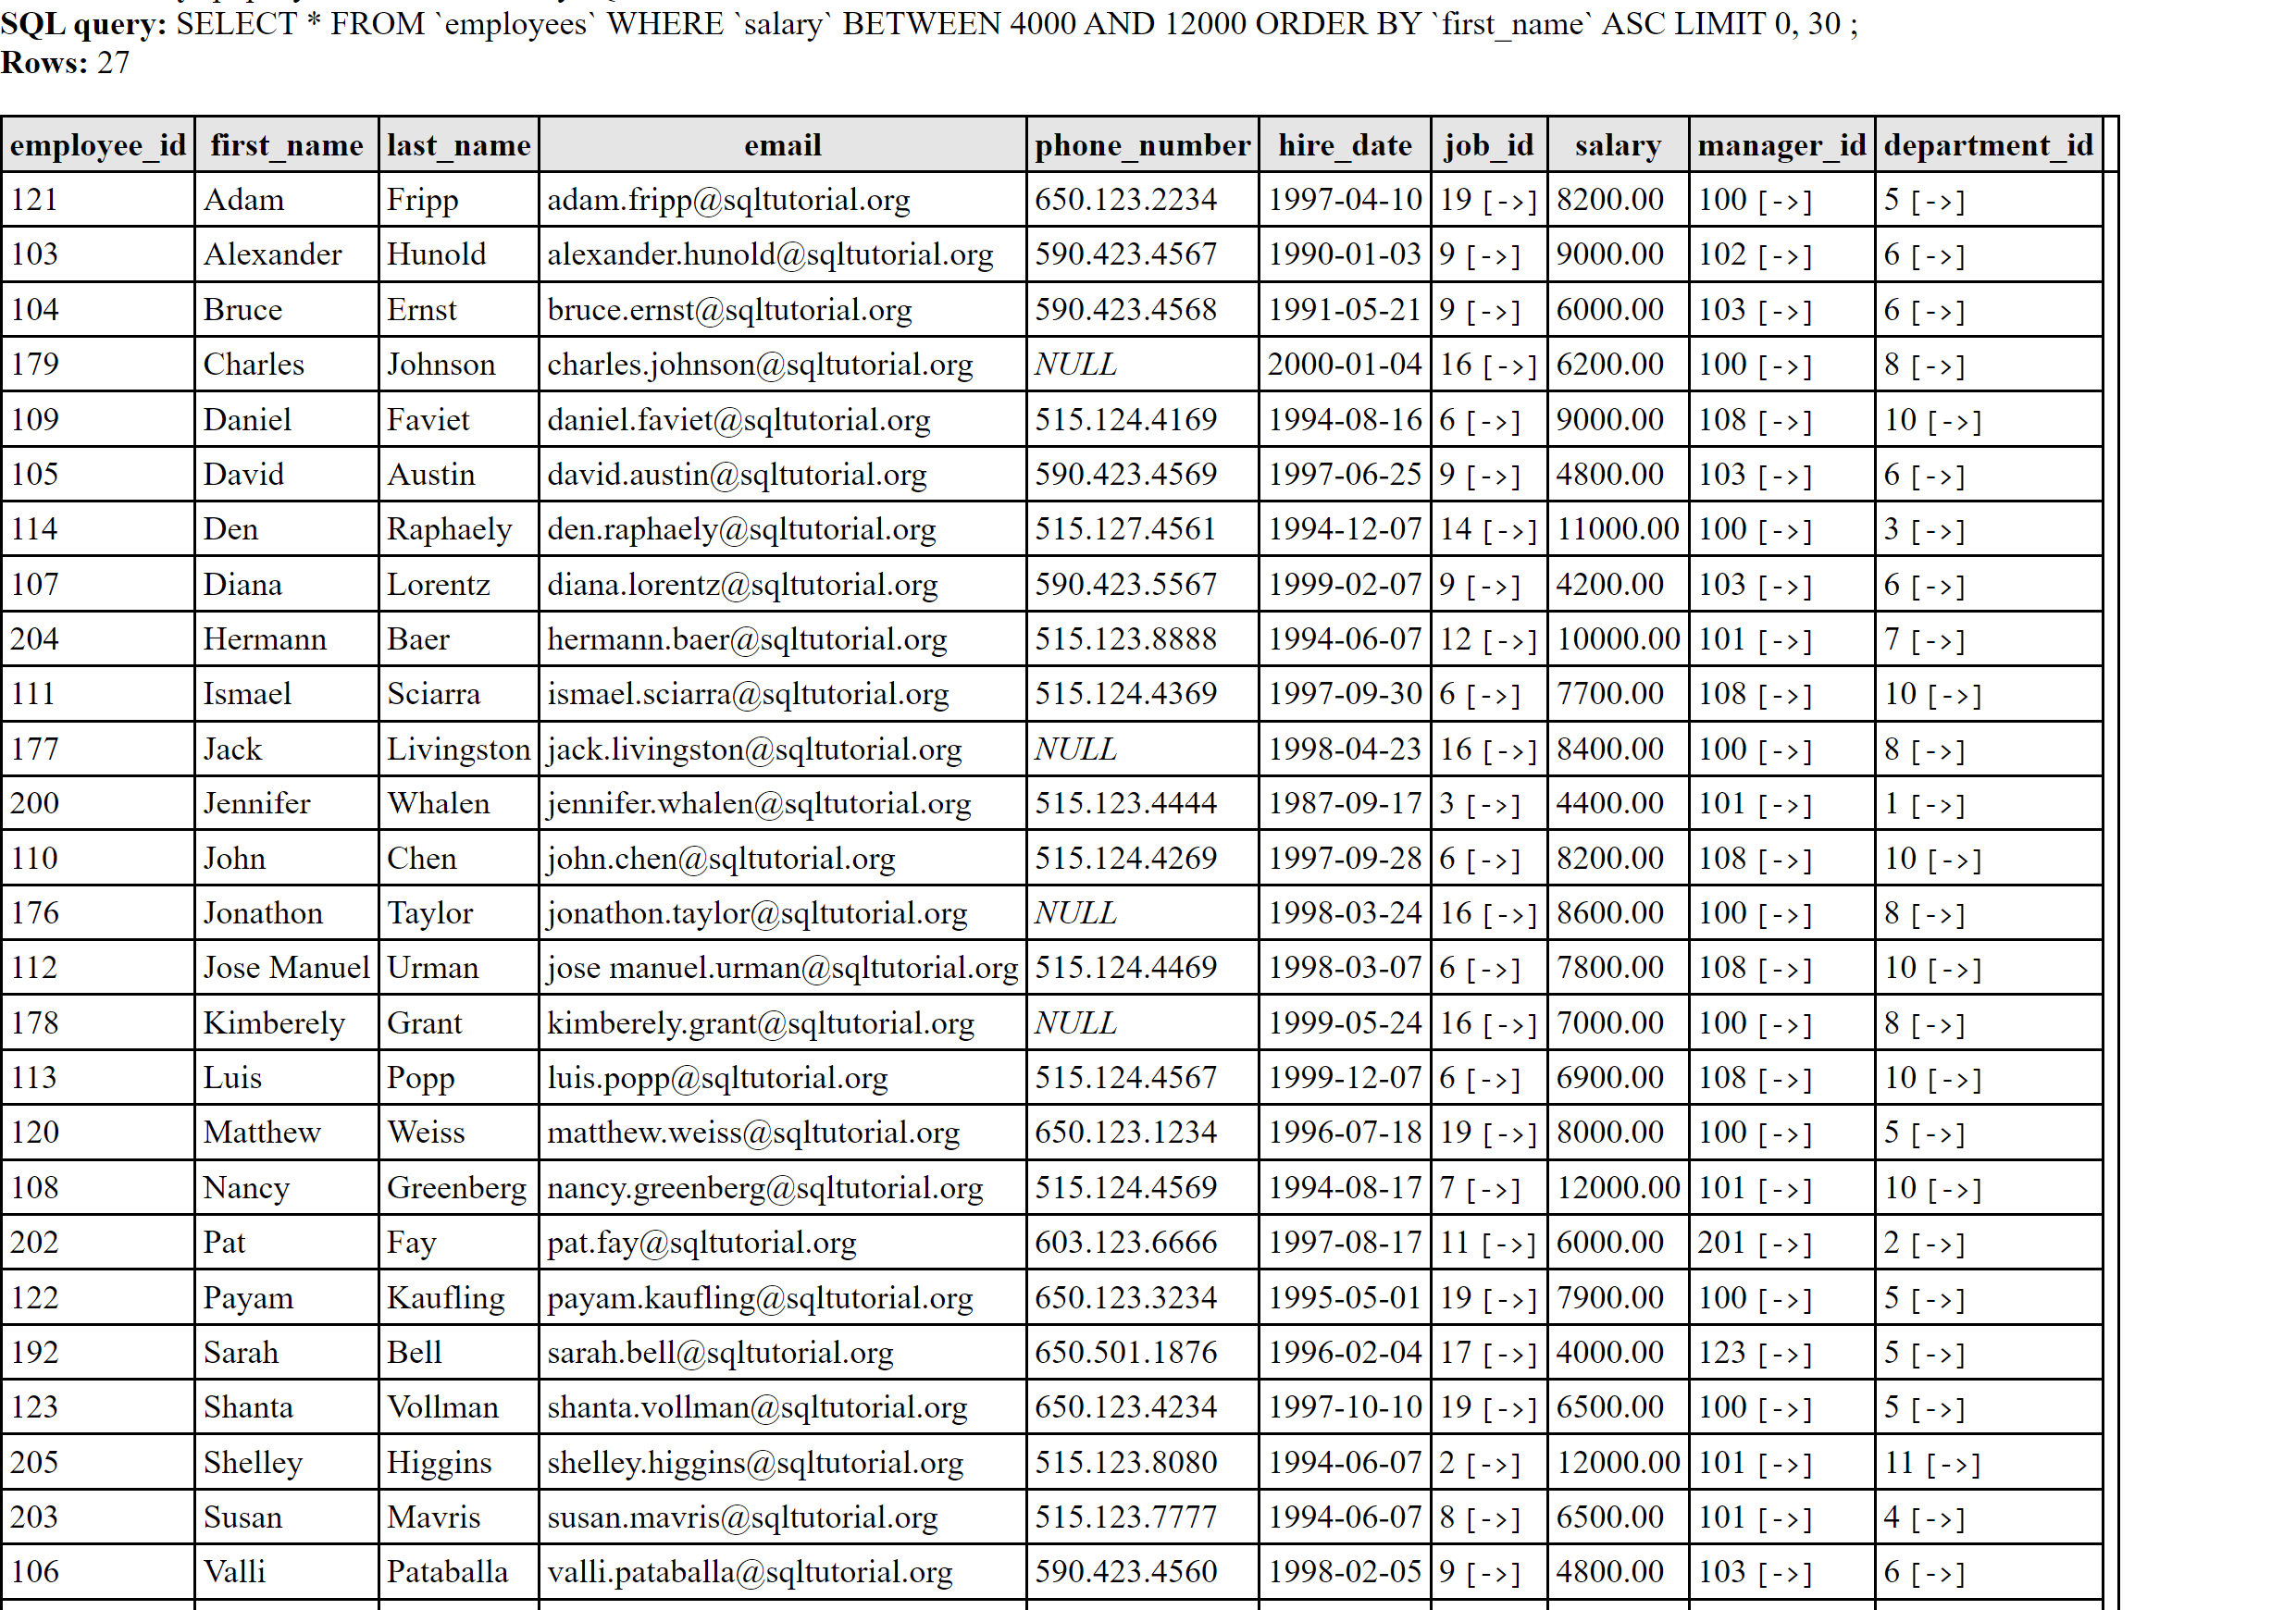 SQL query: SELECT * FROM `employees` WHERE `salary` BETWEEN 4000 AND 12000 ORDER BY `first_name` ASC LIMIT 0, 30 ;
Rows: 27
employee_id first_name last_name email phone_number hire_date job_id salary manager_id department_id
121 Adam Fripp adam.fripp@sqltutorial.org 650.123.2234 1997-04-10 19 [->] 8200.00 100 [->] 5 [->]
103 Alexander Hunold alexander.hunold@sqltutorial.org 590.423.4567 1990-01-03 9 [->] 9000.00 102 [->] 6 [->]
104 Bruce Ernst bruce.ernst@sqltutorial.org 590.423.4568 1991-05-21 9 [->] 6000.00 103 [->] 6 [->]
179 Charles Johnson charles.johnson@sqltutorial.org NULL 2000-01-04 16 [->] 6200.00 100 [->] 8 [->]
109 Daniel Faviet daniel.faviet@sqltutorial.org 515.124.4169 1994-08-16 6 [->] 9000.00 108 [->] 10 [->]
105 David Austin david.austin@sqltutorial.org 590.423.4569 1997-06-25 9 [->] 4800.00 103 [->] 6 [->]
114 Den Raphaely den.raphaely@sqltutorial.org 515.127.4561 1994-12-07 14 [->] 11000.00 100 [->] 3 [->]
107 Diana Lorentz diana.lorentz@sqltutorial.org 590.423.5567 1999-02-07 9 [->] 4200.00 103 [->] 6 [->]
204 Hermann Baer hermann.baer@sqltutorial.org 515.123.8888 1994-06-07 12 [->] 10000.00 101 [->] 7 [->]
111 Ismael Sciarra ismael.sciarra@sqltutorial.org 515.124.4369 1997-09-30 6 [->] 7700.00 108 [->] 10 [->]
177 Jack Livingston jack.livingston@sqltutorial.org NULL 1998-04-23 16 [->] 8400.00 100 [->] 8 [->]
200 Jennifer Whalen jennifer.whalen@sqltutorial.org 515.123.4444 1987-09-17 3 [->] 4400.00 101 [->] 1 [->]
110 John Chen john.chen@sqltutorial.org 515.124.4269 1997-09-28 6 [->] 8200.00 108 [->] 10 [->]
176 Jonathon Taylor jonathon.taylor@sqltutorial.org NULL 1998-03-24 16 [->] 8600.00 100 [->] 8 [->]
112 Jose Manuel Urman jose manuel.urman@sqltutorial.org 515.124.4469 1998-03-07 6 [->] 7800.00 108 [->] 10 [->]
178 Kimberely Grant kimberely.grant@sqltutorial.org NULL 1999-05-24 16 [->] 7000.00 100 [->] 8 [->]
113 Luis Popp luis.popp@sqltutorial.org 515.124.4567 1999-12-07 6 [->] 6900.00 108 [->] 10 [->]
120 Matthew Weiss matthew.weiss@sqltutorial.org 650.123.1234 1996-07-18 19 [->] 8000.00 100 [->] 5 [->]
108 Nancy Greenberg nancy.greenberg@sqltutorial.org 515.124.4569 1994-08-17 7 [->] 12000.00 101 [->] 10 [->]
202 Pat Fay pat.fay@sqltutorial.org 603.123.6666 1997-08-17 11 [->] 6000.00 201 [->] 2 [->]
122 Payam Kaufling payam.kaufling@sqltutorial.org 650.123.3234 1995-05-01 19 [->] 7900.00 100 [->] 5 [->]
192 Sarah Bell sarah.bell@sqltutorial.org 650.501.1876 1996-02-04 17 [->] 4000.00 123 [->] 5 [->]
123 Shanta Vollman shanta.vollman@sqltutorial.org 650.123.4234 1997-10-10 19 [->] 6500.00 100 [->] 5 [->]
205 Shelley Higgins shelley.higgins@sqltutorial.org 515.123.8080 1994-06-07 2 [->] 12000.00 101 [->] 11 [->]
203 Susan Mavris susan.mavris@sqltutorial.org 515.123.7777 1994-06-07 8 [->] 6500.00 101 [->] 4 [->]
106 Valli Pataballa valli.pataballa@sqltutorial.org 590.423.4560 1998-02-05 9 [->] 4800.00 103 [->] 6 [->]